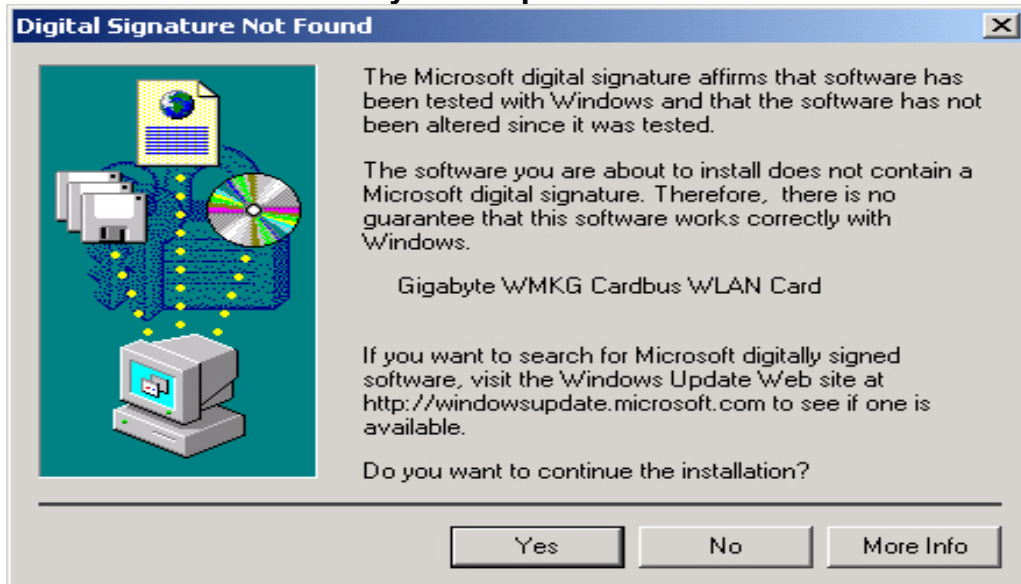 Digital Signature Not Found
The Microsoft digital signature affirms that software has
been tested with Windows and that the software has not
been altered since it was tested.
The software you are about to install does not contain a
Microsoft digital signature. Therefore,  there is no
guarantee that this software works correctly with
Windows.
Gigabyte WMKG Cardbus WLAN Card
If you want to search for Microsoft digitally signed
software, visit the Windows Update Web site at
http://windowsupdate.microsoft.com to see if one is
available.
Do you want to continue the installation?
Yes No More Info